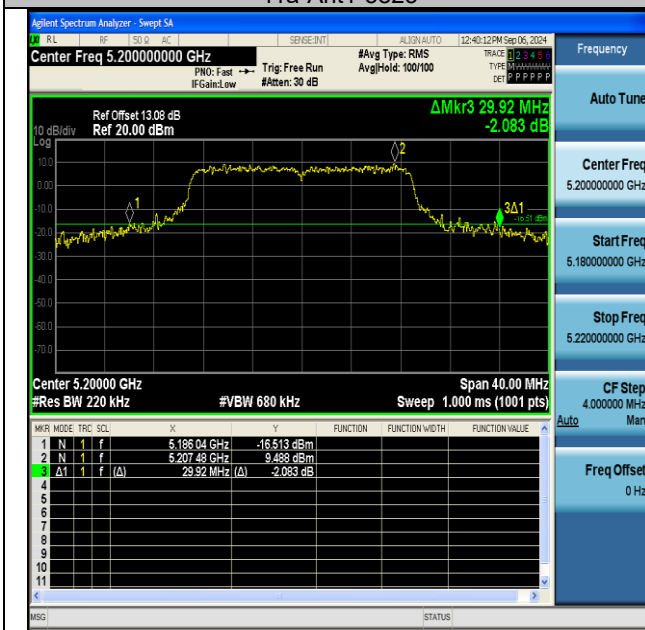 Agilent Spectrum Analyzer - Swept SA
RL RF 50 Ω AC SENSE:INT ALIGN AUTO 12:40:12 PM Sep 06, 2024
Center Freq 5.200000000 GHz #Avg Type: RMS TRACE 1 2 3 4 5 6
PNO: Fast Trig: Free Run Avg|Hold: 100/100 TYPE M
IFGain:Low #Atten: 30 dB DET P P P P P P
Frequency
Auto Tune
ΔMkr3 29.92 MHz
-2.083 dB
Ref Offset 13.08 dB
10 dB/div Ref 20.00 dBm
Log
10.0
0.00
-10.0
-20.0
-30.0
-40.0
-50.0
-60.0
-70.0
1
2
3Δ1
-16.51 dBm
Center 5.20000 GHz Span 40.00 MHz
#Res BW 220 kHz #VBW 680 kHz Sweep 1.000 ms (1001 pts)
MKR MODE TRC SCL X Y FUNCTION FUNCTION WIDTH FUNCTION VALUE
1 N 1 f 5.186 04 GHz -16.513 dBm
2 N 1 f 5.207 48 GHz 9.488 dBm
3 Δ1 1 f (Δ) 29.92 MHz (Δ) -2.083 dB
4
5
6
7
8
9
10
11
Center Freq
5.200000000 GHz
Start Freq
5.180000000 GHz
Stop Freq
5.220000000 GHz
CF Step
4.000000 MHz
Auto Man
Freq Offset
0 Hz
MSG STATUS